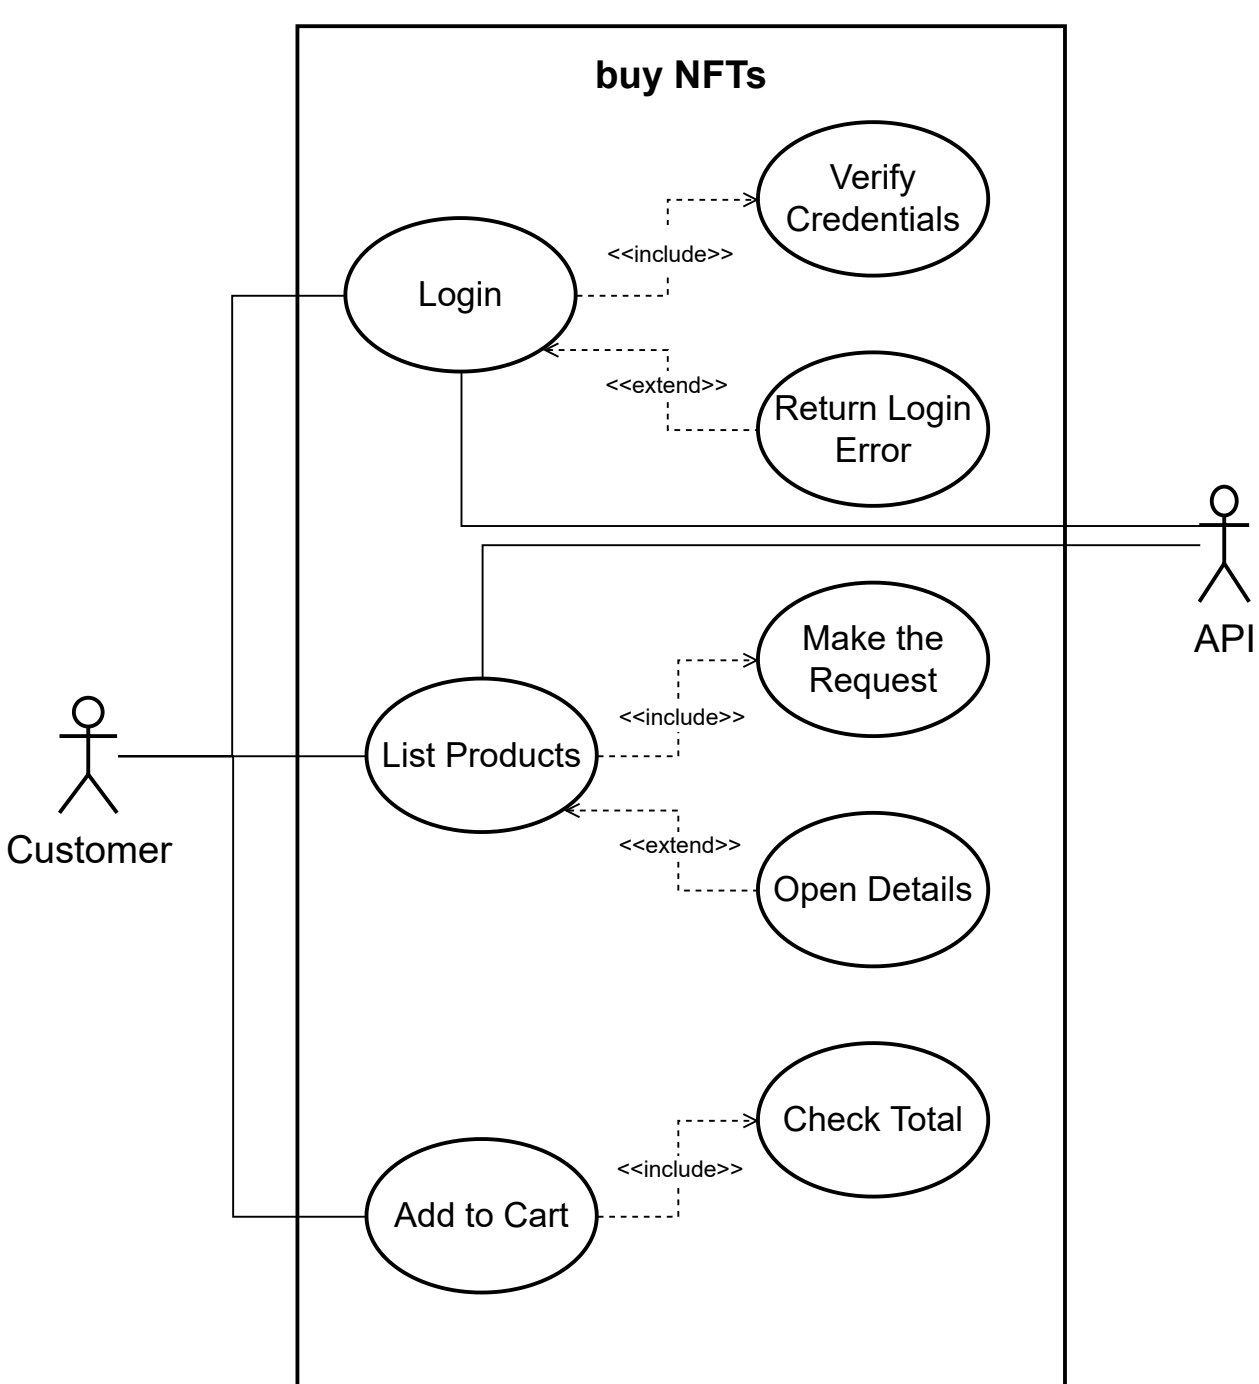 buy NFTs
Verify
Credentials
<<include>>
Login
<<extend>>
Return Login
Error
API
Make the
Request
<<include>>
List Products
Customer
<<extend>>
Open Details
Check Total
<<include>>
Add to Cart